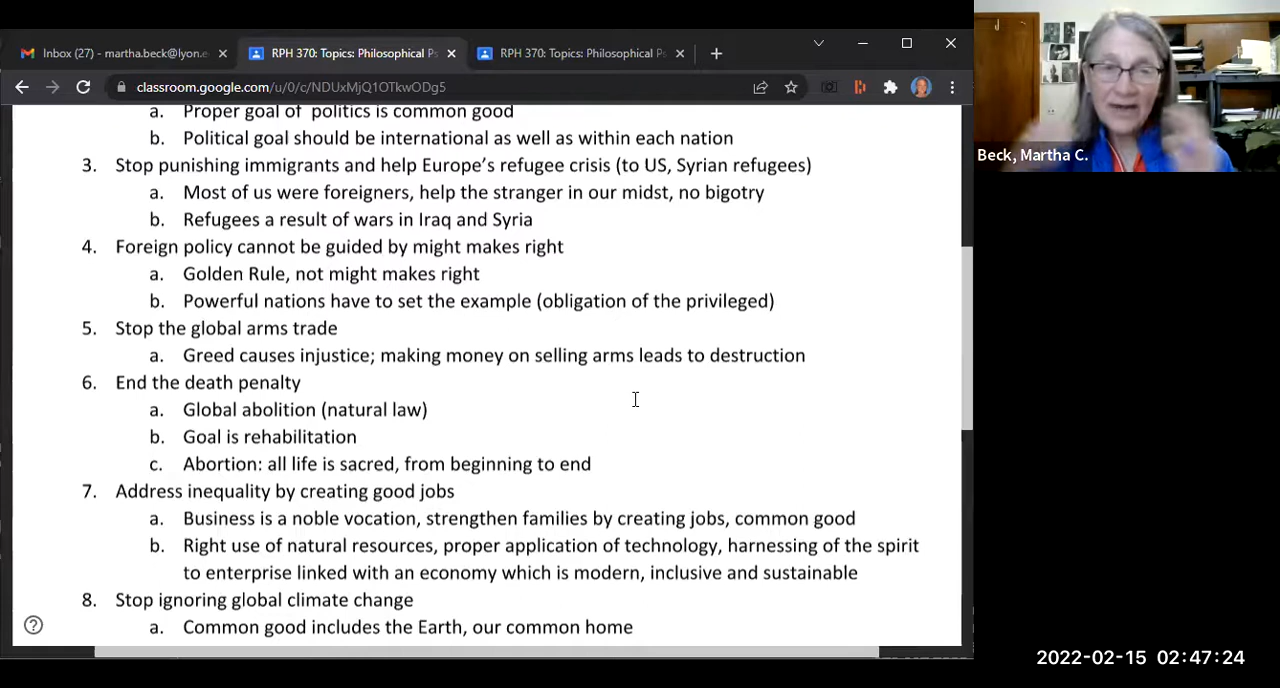 Inbox (27) - martha.beck@lyon.e
RPH 370: Topics: Philosophical Ps
RPH 370: Topics: Philosophical Ps
classroom.google.com/u/0/c/NDUxMjQ1OTkwODg5
a. Proper goal of politics is common good
b. Political goal should be international as well as within each nation
3. Stop punishing immigrants and help Europe's refugee crisis (to US, Syrian refugees)
a. Most of us were foreigners, help the stranger in our midst, no bigotry
b. Refugees a result of wars in Iraq and Syria
4. Foreign policy cannot be guided by might makes right
a. Golden Rule, not might makes right
b. Powerful nations have to set the example (obligation of the privileged)
5. Stop the global arms trade
a. Greed causes injustice; making money on selling arms leads to destruction
6. End the death penalty
a. Global abolition (natural law)
b. Goal is rehabilitation
c. Abortion: all life is sacred, from beginning to end
7. Address inequality by creating good jobs
a. Business is a noble vocation, strengthen families by creating jobs, common good
b. Right use of natural resources, proper application of technology, harnessing of the spirit
to enterprise linked with an economy which is modern, inclusive and sustainable
8. Stop ignoring global climate change
a. Common good includes the Earth, our common home
Beck, Martha C.
2022-02-15 02:47:24